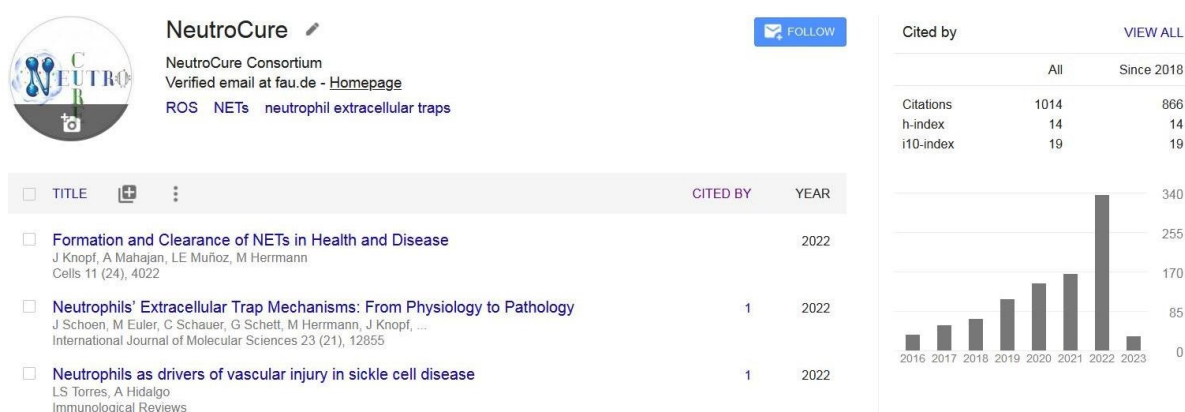 NEUTRO
CURE
NeutroCure
FOLLOW
NeutroCure Consortium
Verified email at fau.de - Homepage
ROS NETs neutrophil extracellular traps
TITLE CITED BY YEAR
Formation and Clearance of NETs in Health and Disease 2022
J Knopf, A Mahajan, LE Muñoz, M Herrmann
Cells 11 (24), 4022
Neutrophils' Extracellular Trap Mechanisms: From Physiology to Pathology 1 2022
J Schoen, M Euler, C Schauer, G Schett, M Herrmann, J Knopf, ...
International Journal of Molecular Sciences 23 (21), 12855
Neutrophils as drivers of vascular injury in sickle cell disease 1 2022
LS Torres, A Hidalgo
Immunological Reviews
Cited by VIEW ALL
All Since 2018
Citations 1014 866
h-index 14 14
i10-index 19 19
340
255
170
85
0
2016 2017 2018 2019 2020 2021 2022 2023